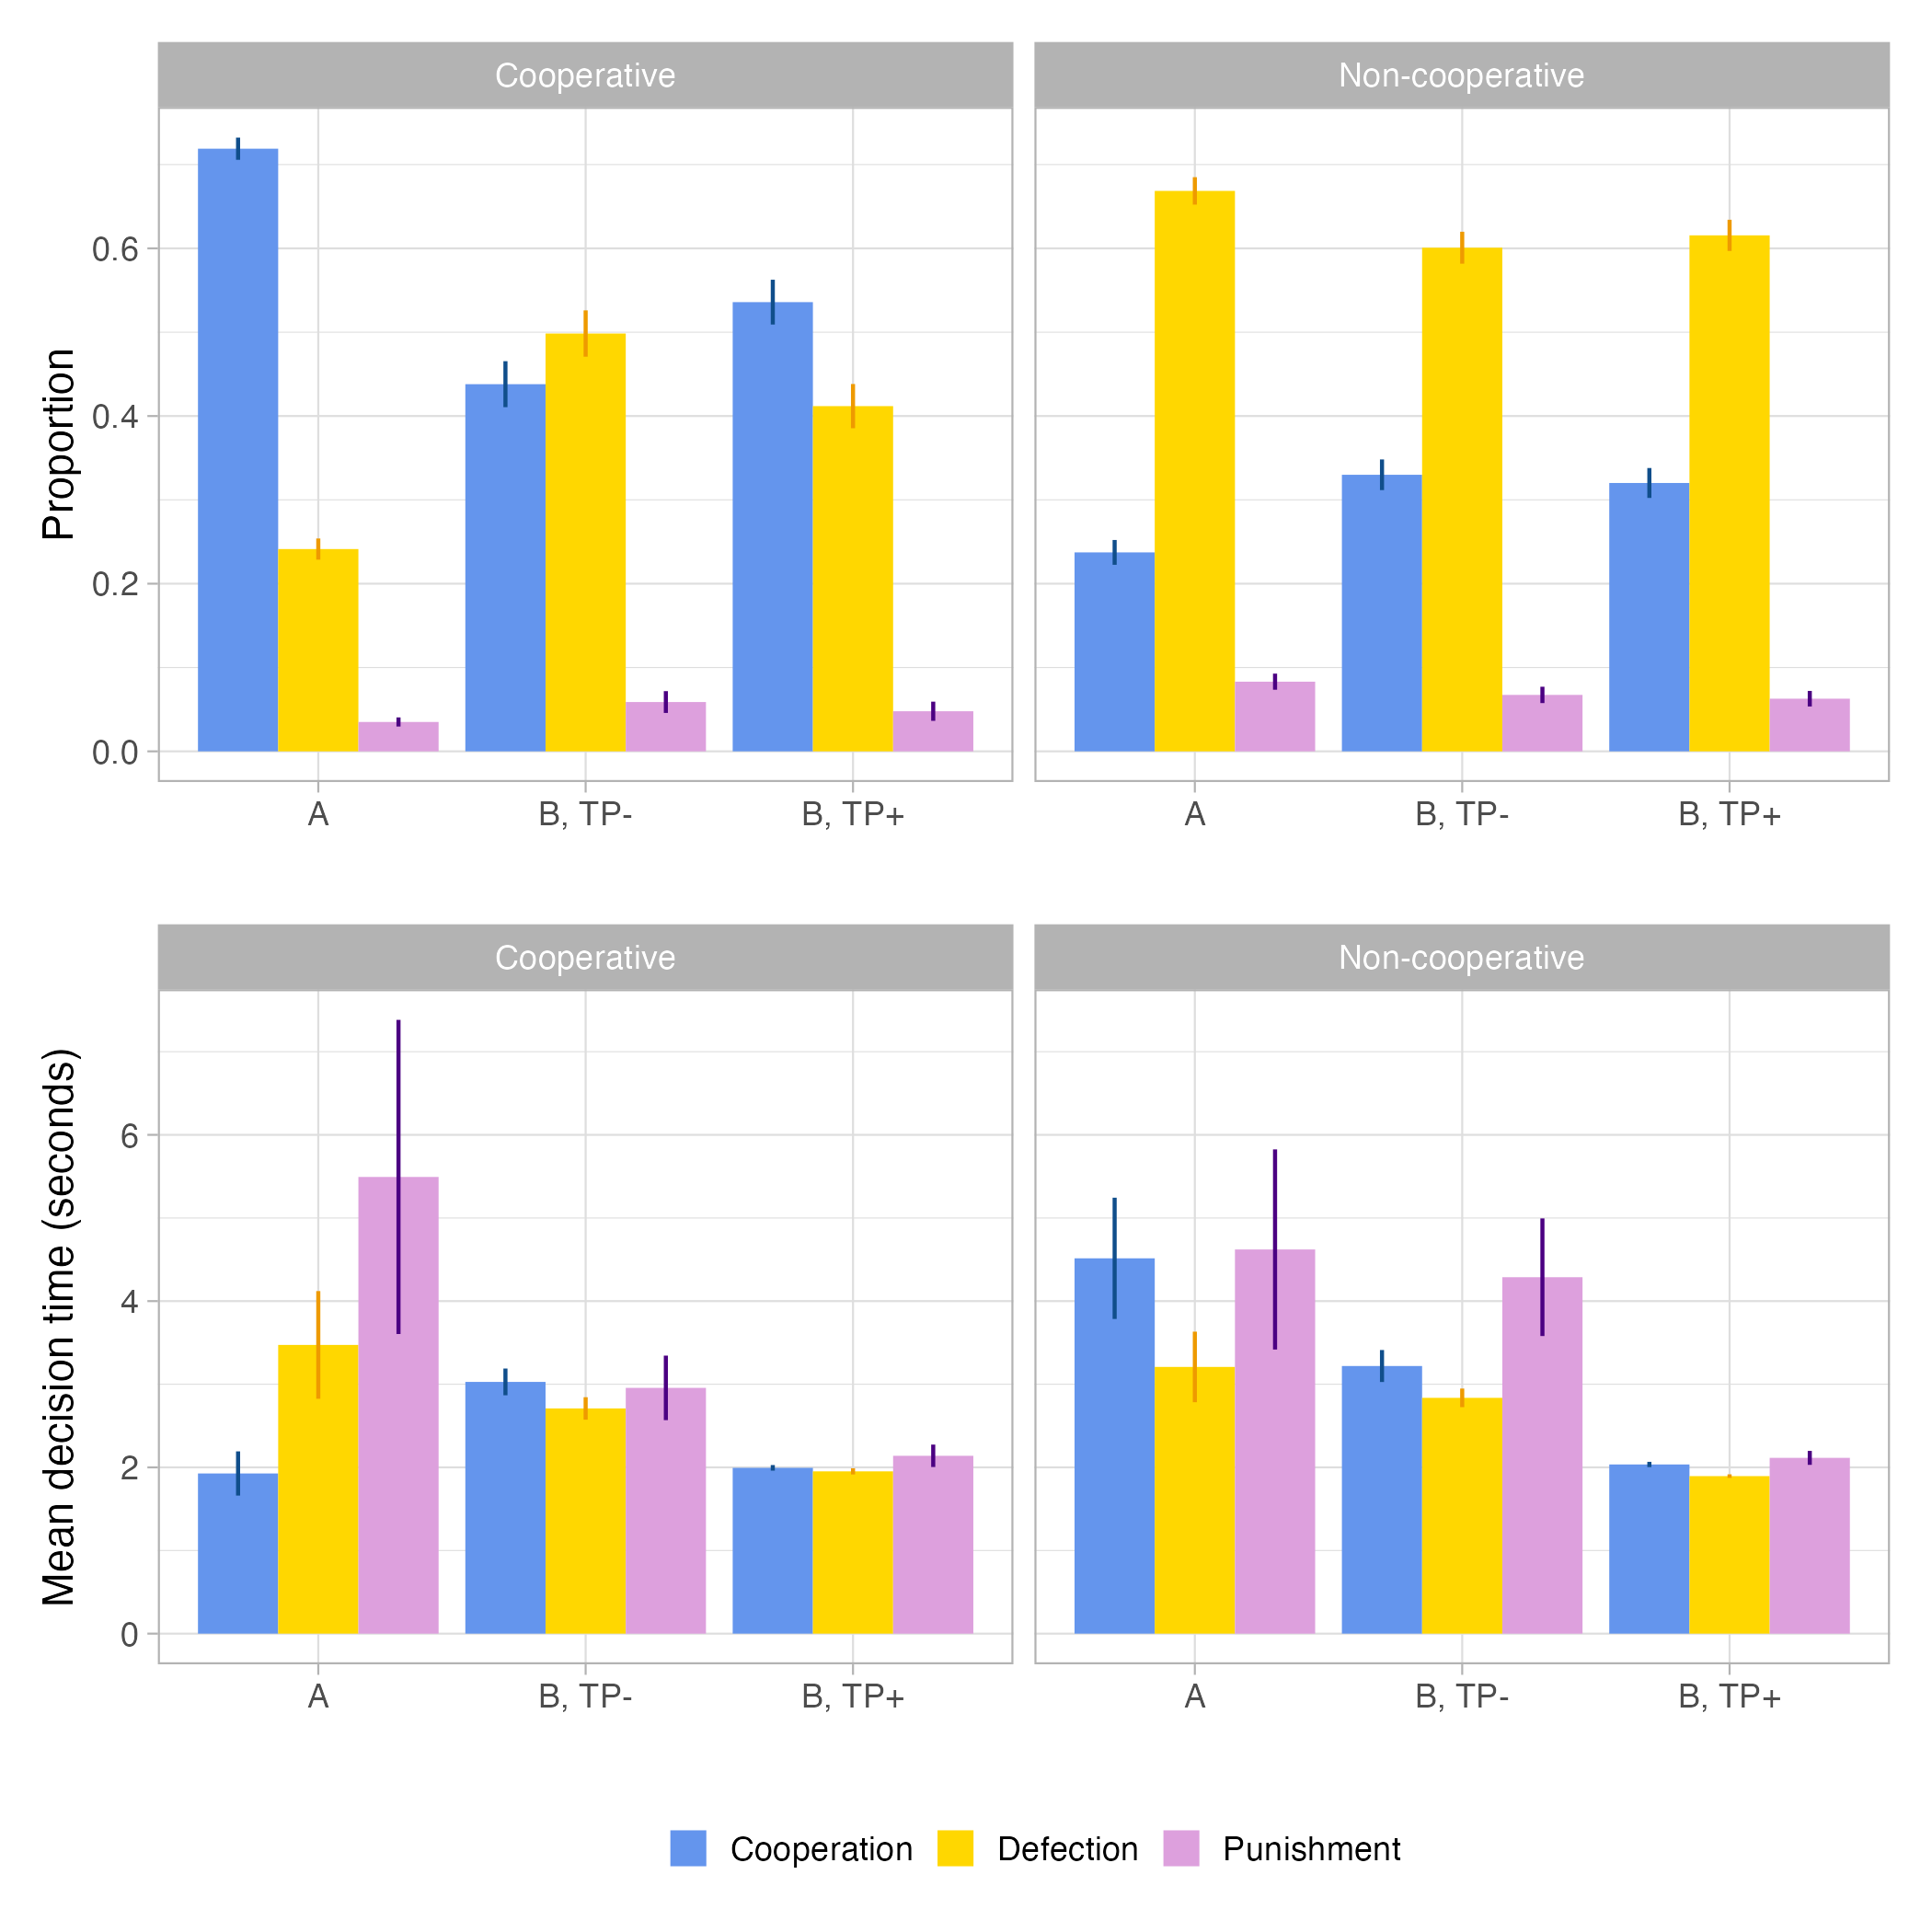 Cooperative
Non-cooperative
Proportion
0.6
0.4
0.2
0.0
A
B, TP-
B, TP+
A
B, TP-
B, TP+
Cooperative
Non-cooperative
Mean decision time (seconds)
6
4
2
0
A
B, TP-
B, TP+
A
B, TP-
B, TP+
Cooperation
Defection
Punishment